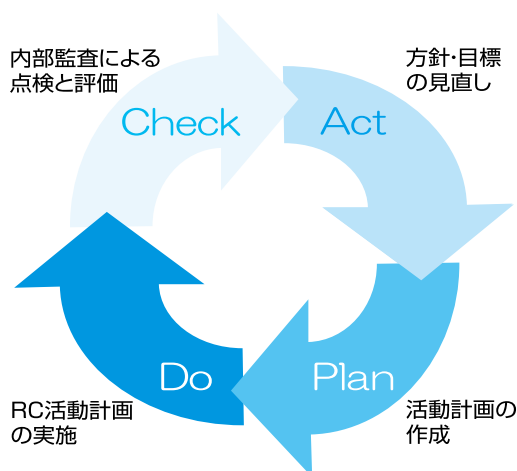 内部監査による
点検と評価
方針・目標
の見直し
Check
Act
Do
Plan
RC活動計画
の実施
活動計画の
作成